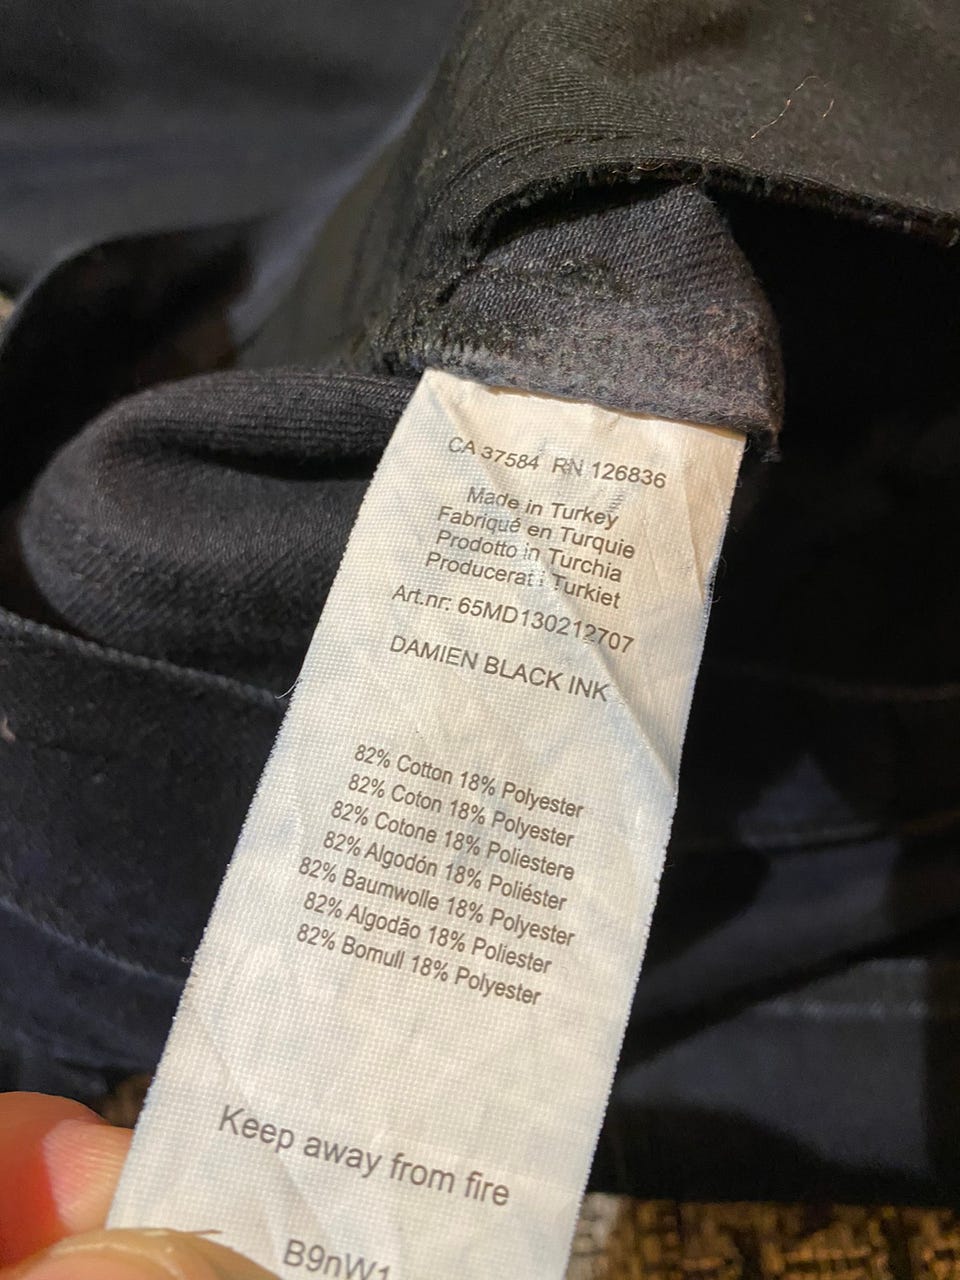 CA 37584 RN 126836
Made in Turkey
Fabriqué en Turquie
Prodotto in Turchia
Producerat i Turkiet
Art.nr: 65MD130212707
DAMIEN BLACK INK
82% Cotton 18% Polyester
82% Coton 18% Polyester
82% Cotone 18% Poliestere
82% Algodón 18% Poliéster
82% Baumwolle 18% Polyester
82% Algodão 18% Poliester
82% Bomull 18% Polyester
Keep away from fire
B9nW1